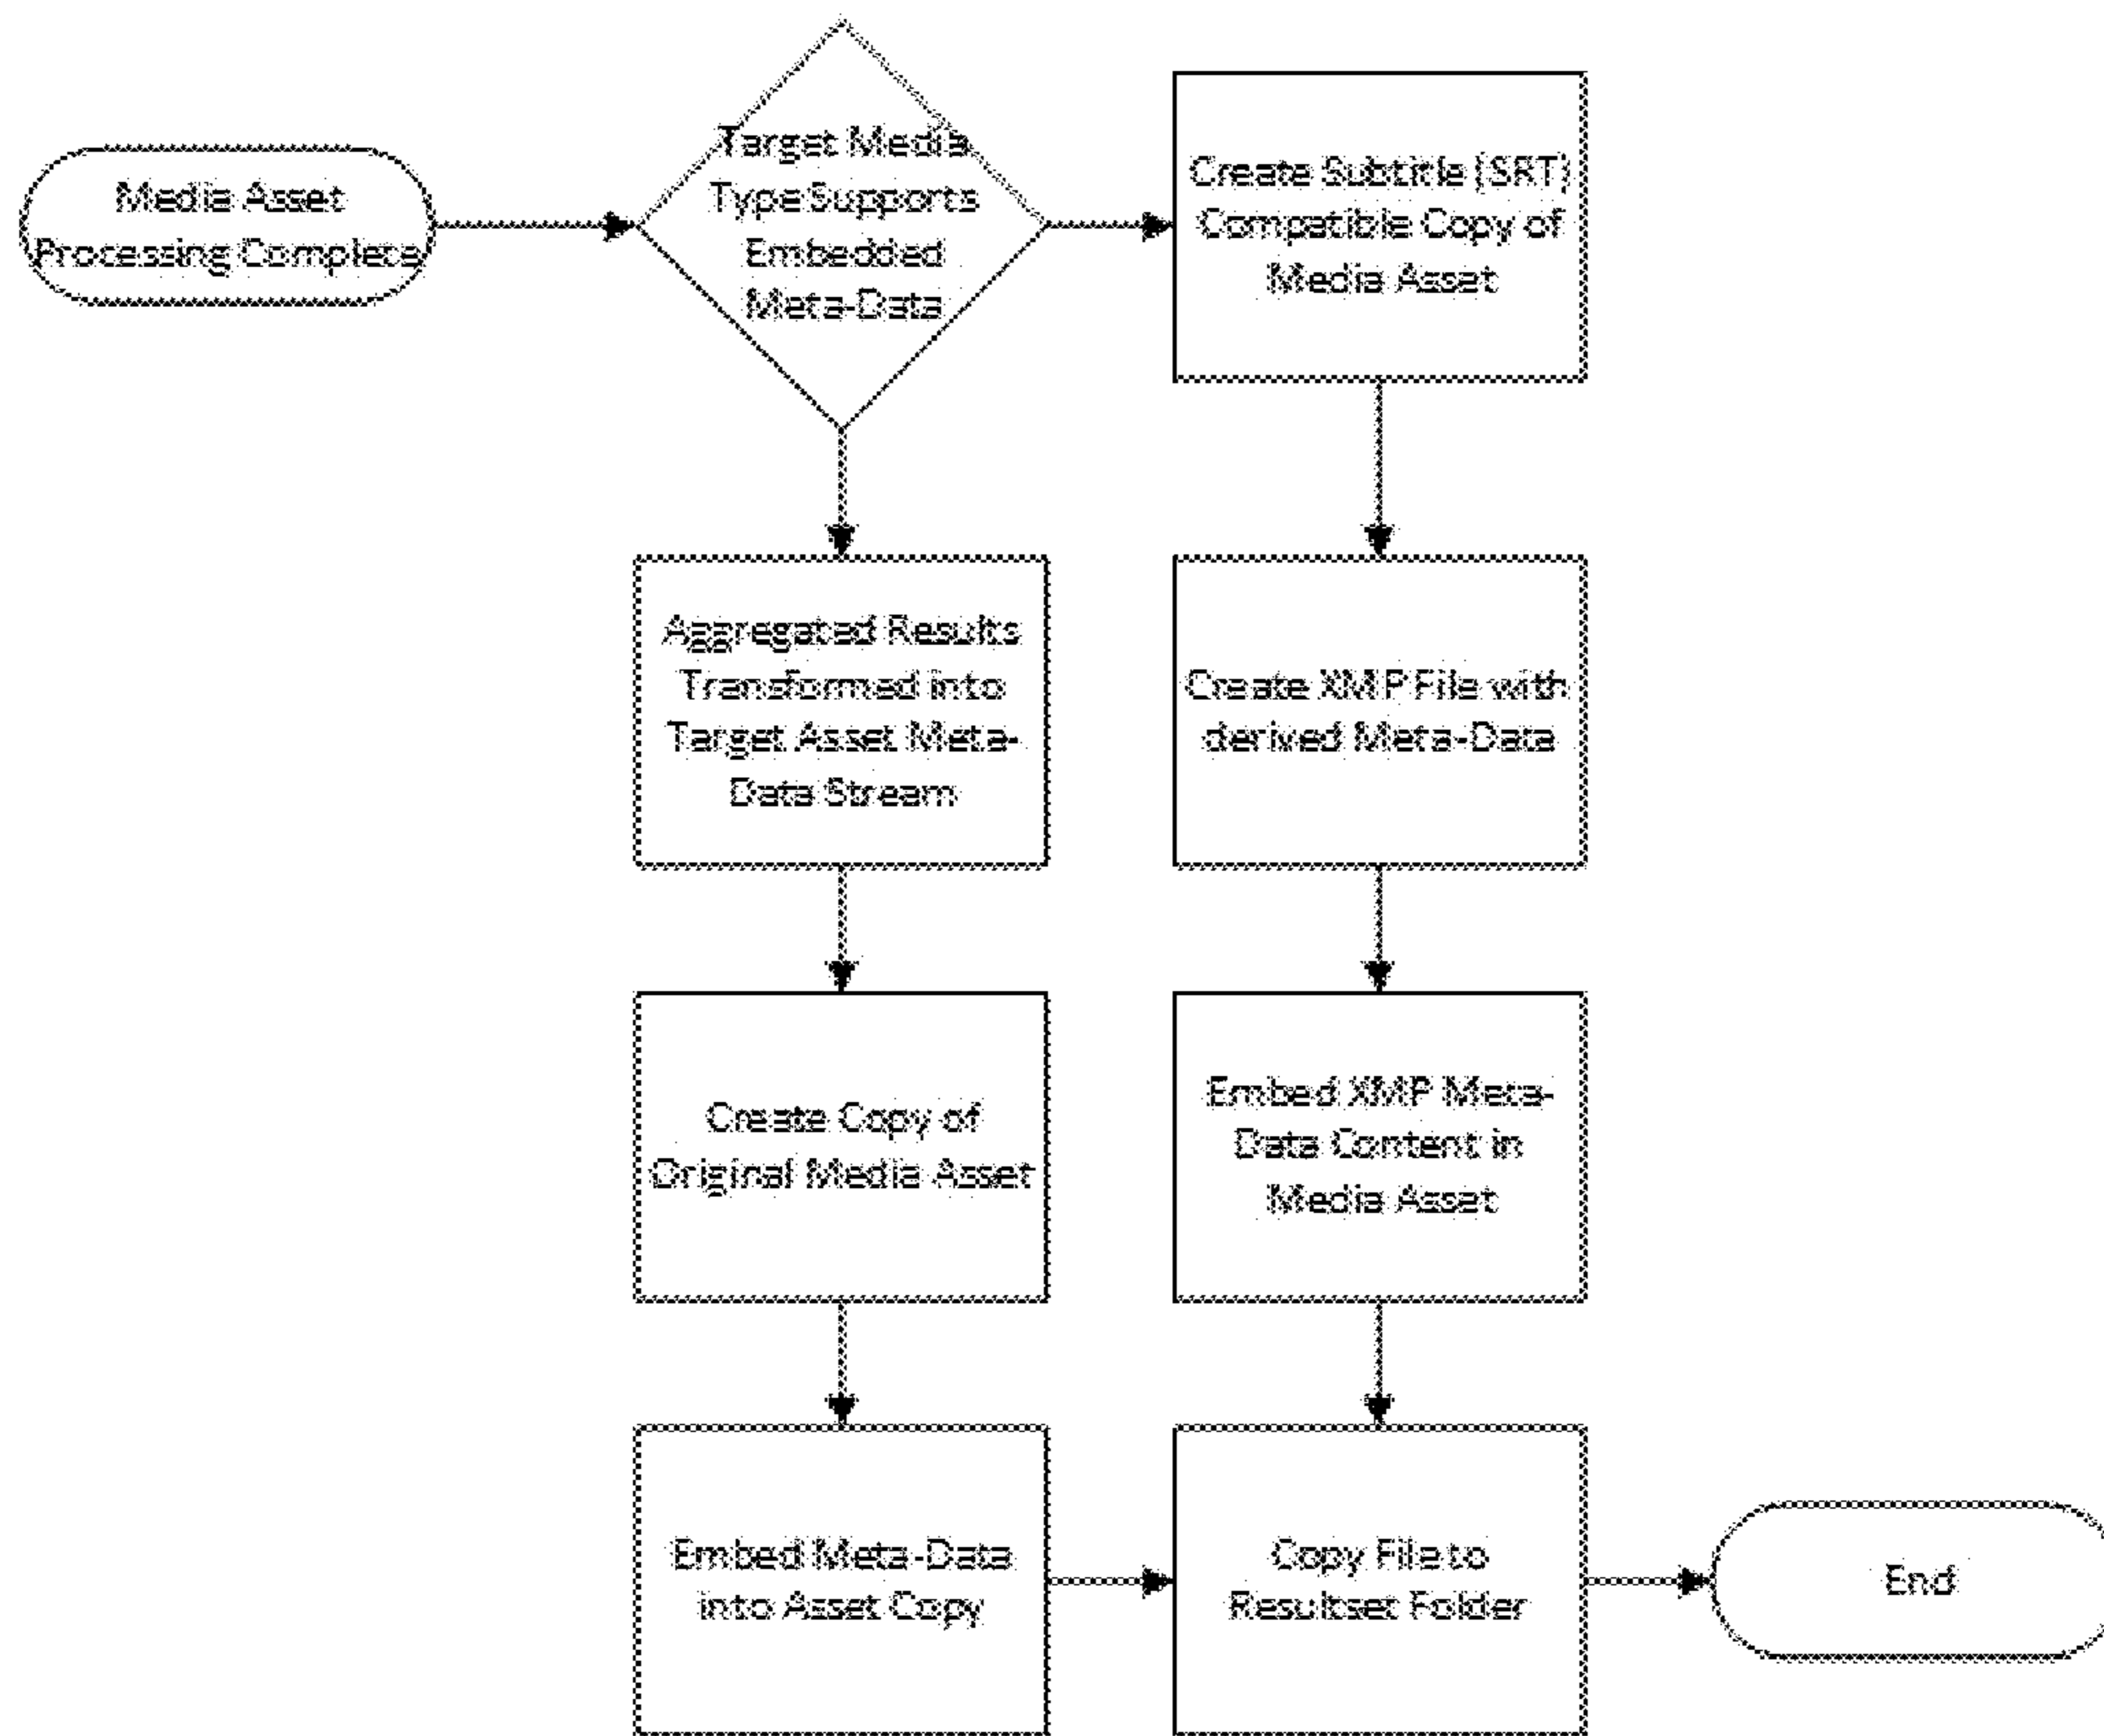 Media Asset
Processing Complete
Target Media
Type Supports
Embedded
Meta-Data
Create Subtitle (SRT)
Compatible Copy of
Media Asset
Aggregated Results
Transformed into
Target Asset Meta-
Data Stream
Create XMP File with
derived Meta-Data
Create Copy of
Original Media Asset
Embed XMP Meta-
Data Content in
Media Asset
Embed Meta-Data
into Asset Copy
Copy File to
Resultset Folder
End